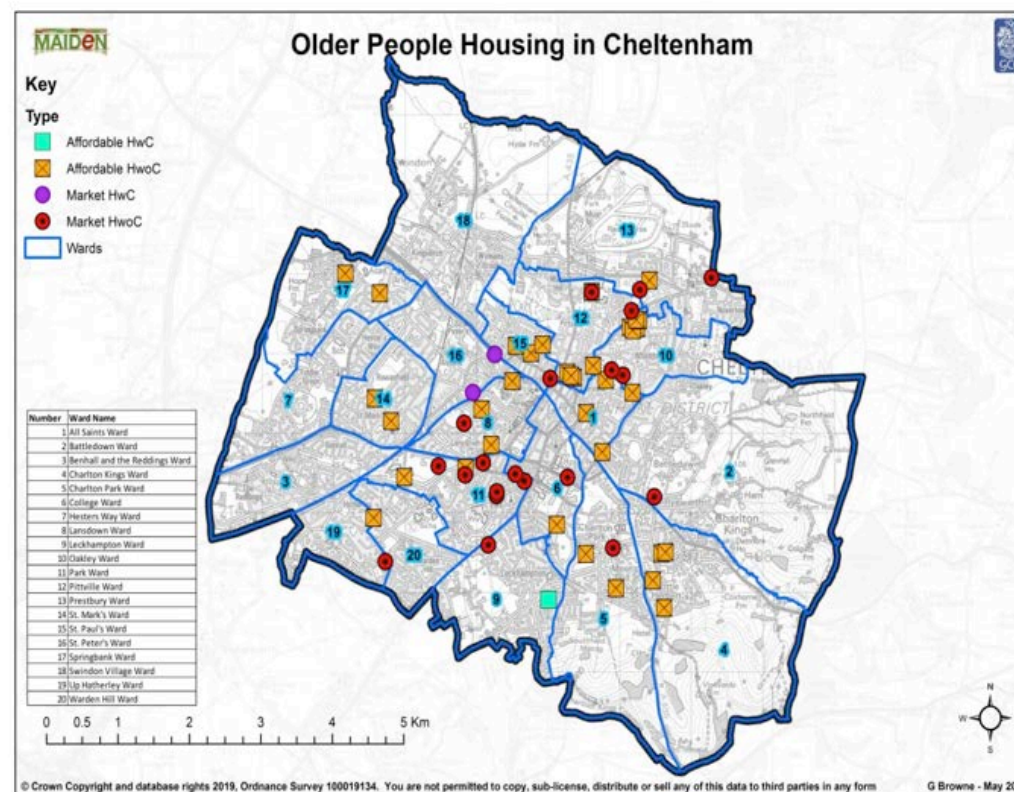 MAIDEN
Older People Housing in Cheltenham
Key
Type
Affordable HwC
Affordable HwoC
Market HwC
Market HwoC
Wards
18
13
17
12
15
16
10
CHEL
7
14
8
1
2
3
11
6
Charlton
Kings
19
20
9
5
4
Number Ward Name
1 All Saints Ward
2 Battledown Ward
3 Benhall and the Reddings Ward
4 Charlton Kings Ward
5 Charlton Park Ward
6 College Ward
7 Hesters Way Ward
8 Lansdown Ward
9 Leckhampton Ward
10 Oakley Ward
11 Park Ward
12 Pittville Ward
13 Prestbury Ward
14 St. Mark's Ward
15 St. Paul's Ward
16 St. Peter's Ward
17 Springbank Ward
18 Swindon Village Ward
19 Up Hatherley Ward
20 Warden Hill Ward
0 0.5 1 2 3 4 5 Km
N
W
S
© Crown Copyright and database rights 2019, Ordnance Survey 100019134. You are not permitted to copy, sub-license, distribute or sell any of this data to third parties in any form
G Browne - May 20